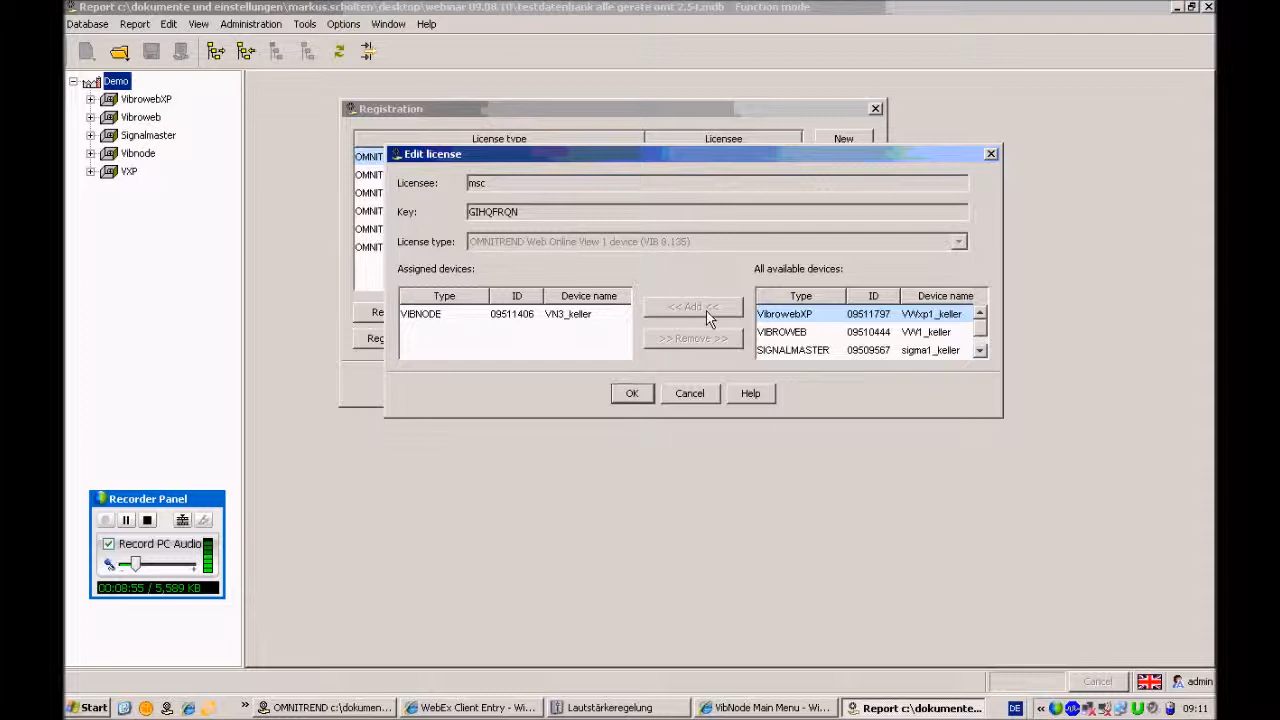 Report c:\dokumente und einstellungen\markus.scholten\desktop\webinar 09.08.10\testdatenbank alle geräte omt 2.54.mdb Function mode
Database Report Edit View Administration Tools Options Window Help
Demo
VibrowebXP
Vibroweb
Signalmaster
Vibnode
VXP
Registration
License type Licensee New
OMNIT
OMNIT
OMNIT
OMNIT
OMNIT
OMNIT
Re
Reg
Edit license
Licensee: msc
Key: GIHQFRQN
License type: OMNITREND Web Online View 1 device (VIB 8.135)
Assigned devices:
Type ID Device name
VIBNODE 09511406 VN3_keller
<< Add <<
>> Remove >>
All available devices:
Type ID Device name
VibrowebXP 09511797 VWxp1_keller
VIBROWEB 09510444 VW1_keller
SIGNALMASTER 09509567 sigma1_keller
OK Cancel Help
Recorder Panel
Record PC Audio
00:08:55 / 5,589 KB
Cancel admin
Start » OMNITREND c:\dokumen... WebEx Client Entry - Wi... Lautstärkeregelung VibNode Main Menu - Wi... Report c:\dokumente... DE « 09:11